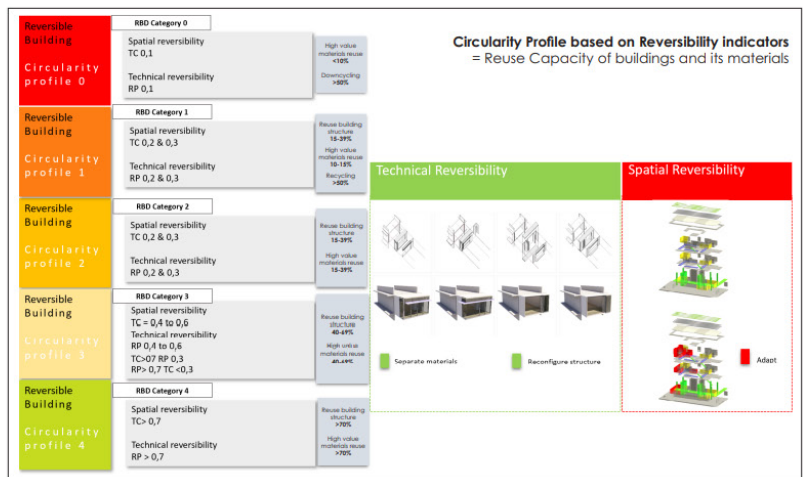 Circularity Profile based on Reversibility indicators
= Reuse Capacity of buildings and its materials
Reversible
Building
Circularity
profile 0
RBD Category 0
Spatial reversibility
TC 0,1
Technical reversibility
RP 0,1
High value
materials reuse
<10%
Downcycling
>50%
Reversible
Building
Circularity
profile 1
RBD Category 1
Spatial reversibility
TC 0,2 & 0,3
Technical reversibility
RP 0,2 & 0,3
Reuse building
structure
15-39%
High value
materials reuse
10-15%
Recycling
>50%
Reversible
Building
Circularity
profile 2
RBD Category 2
Spatial reversibility
TC 0,2 & 0,3
Technical reversibility
RP 0,2 & 0,3
Reuse building
structure
15-39%
High value
materials reuse
15-39%
Reversible
Building
Circularity
profile 3
RBD Category 3
Spatial reversibility
TC = 0,4 to 0,6
Technical reversibility
RP 0,4 to 0,6
TC>07 RP 0,3
RP> 0,7 TC <0,3
Reuse building
structure
40-69%
materials reuse
40-69%
Reversible
Building
Circularity
profile 4
RBD Category 4
Spatial reversibility
TC> 0,7
Technical reversibility
RP > 0,7
Reuse building
structure
>70%
High value
materials reuse
>70%
Technical Reversibility
Separate materials
Reconfigure structure
Spatial Reversibility
Adapt